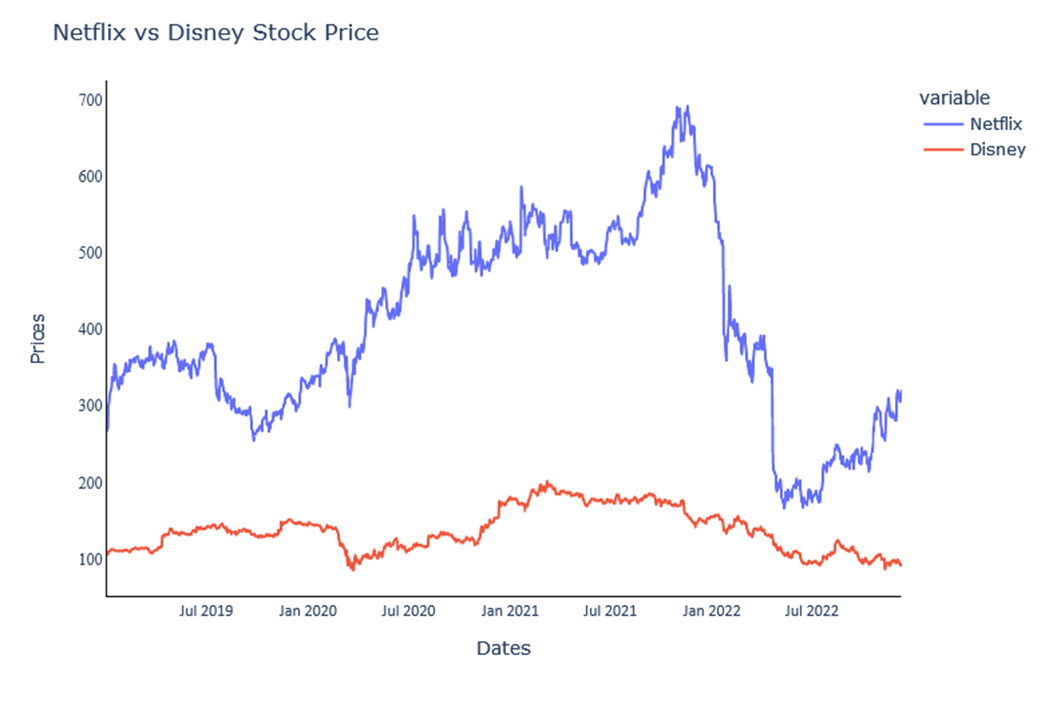 Netflix vs Disney Stock Price
variable
Netflix
Disney
700
600
500
400
300
200
100
Prices
Jul 2019 Jan 2020 Jul 2020 Jan 2021 Jul 2021 Jan 2022 Jul 2022
Dates